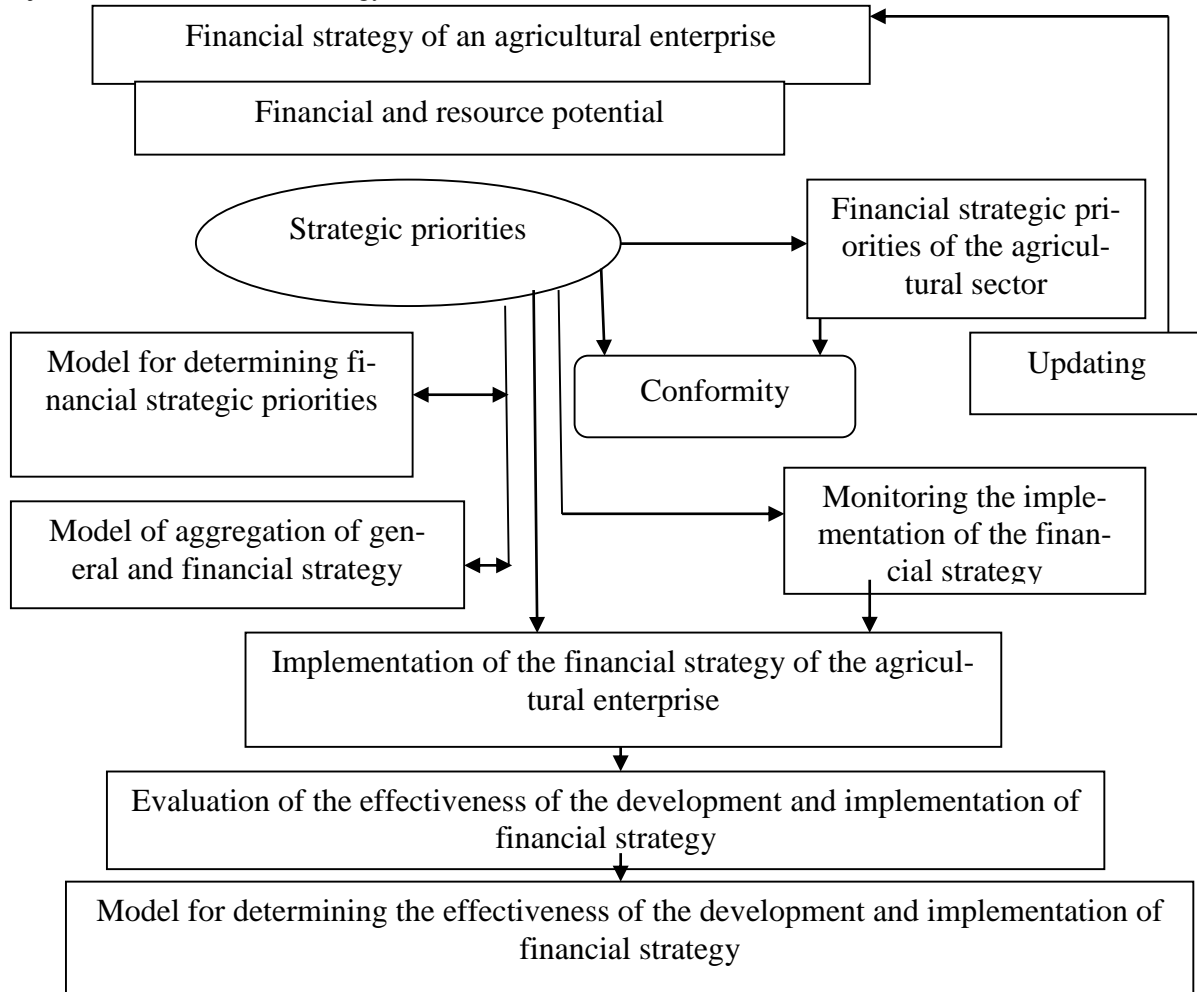 Financial strategy of an agricultural enterprise
Financial and resource potential
Strategic priorities
Financial strategic pri-
orities of the agricul-
tural sector
Model for determining fi-
nancial strategic priorities
Conformity
Updating
Model of aggregation of gen-
eral and financial strategy
Monitoring the imple-
mentation of the finan-
cial strategy
Implementation of the financial strategy of the agricul-
tural enterprise
Evaluation of the effectiveness of the development and implementation of
financial strategy
Model for determining the effectiveness of the development and implementation of
financial strategy